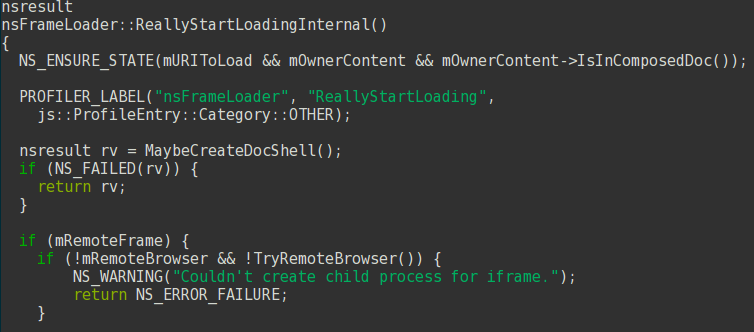 nsresult
nsFrameLoader::ReallyStartLoadingInternal()
{
  NS_ENSURE_STATE(mURIToLoad && mOwnerContent && mOwnerContent->IsInComposedDoc());

  PROFILER_LABEL("nsFrameLoader", "ReallyStartLoading",
    js::ProfileEntry::Category::OTHER);

  nsresult rv = MaybeCreateDocShell();
  if (NS_FAILED(rv)) {
    return rv;
  }

  if (mRemoteFrame) {
    if (!mRemoteBrowser && !TryRemoteBrowser()) {
        NS_WARNING("Couldn't create child process for iframe.");
        return NS_ERROR_FAILURE;
    }